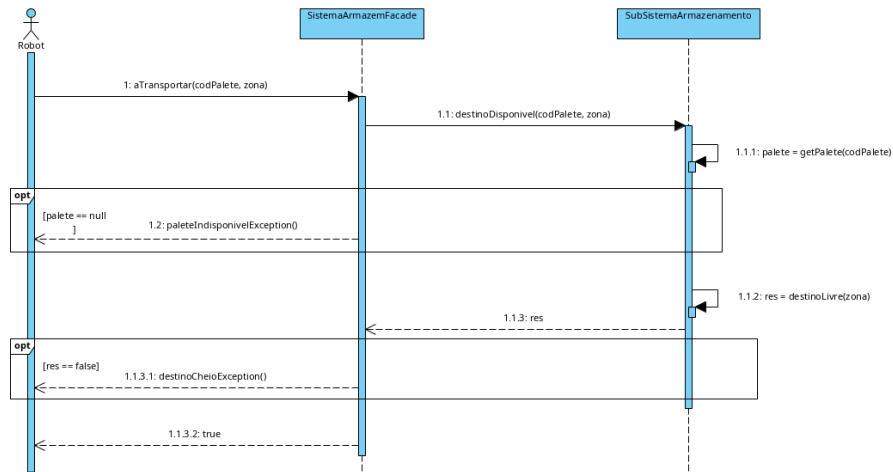 SistemaArmazemFacade
SubSistemaArmazenamento
Robot
1: aTransportar(codPalete, zona)
1.1: destinoDisponivel(codPalete, zona)
1.1.1: palete = getPalete(codPalete)
opt
[palete == null
]
1.2: paleteIndisponivelException()
1.1.2: res = destinoLivre(zona)
1.1.3: res
opt
[res == false]
1.1.3.1: destinoCheioException()
1.1.3.2: true